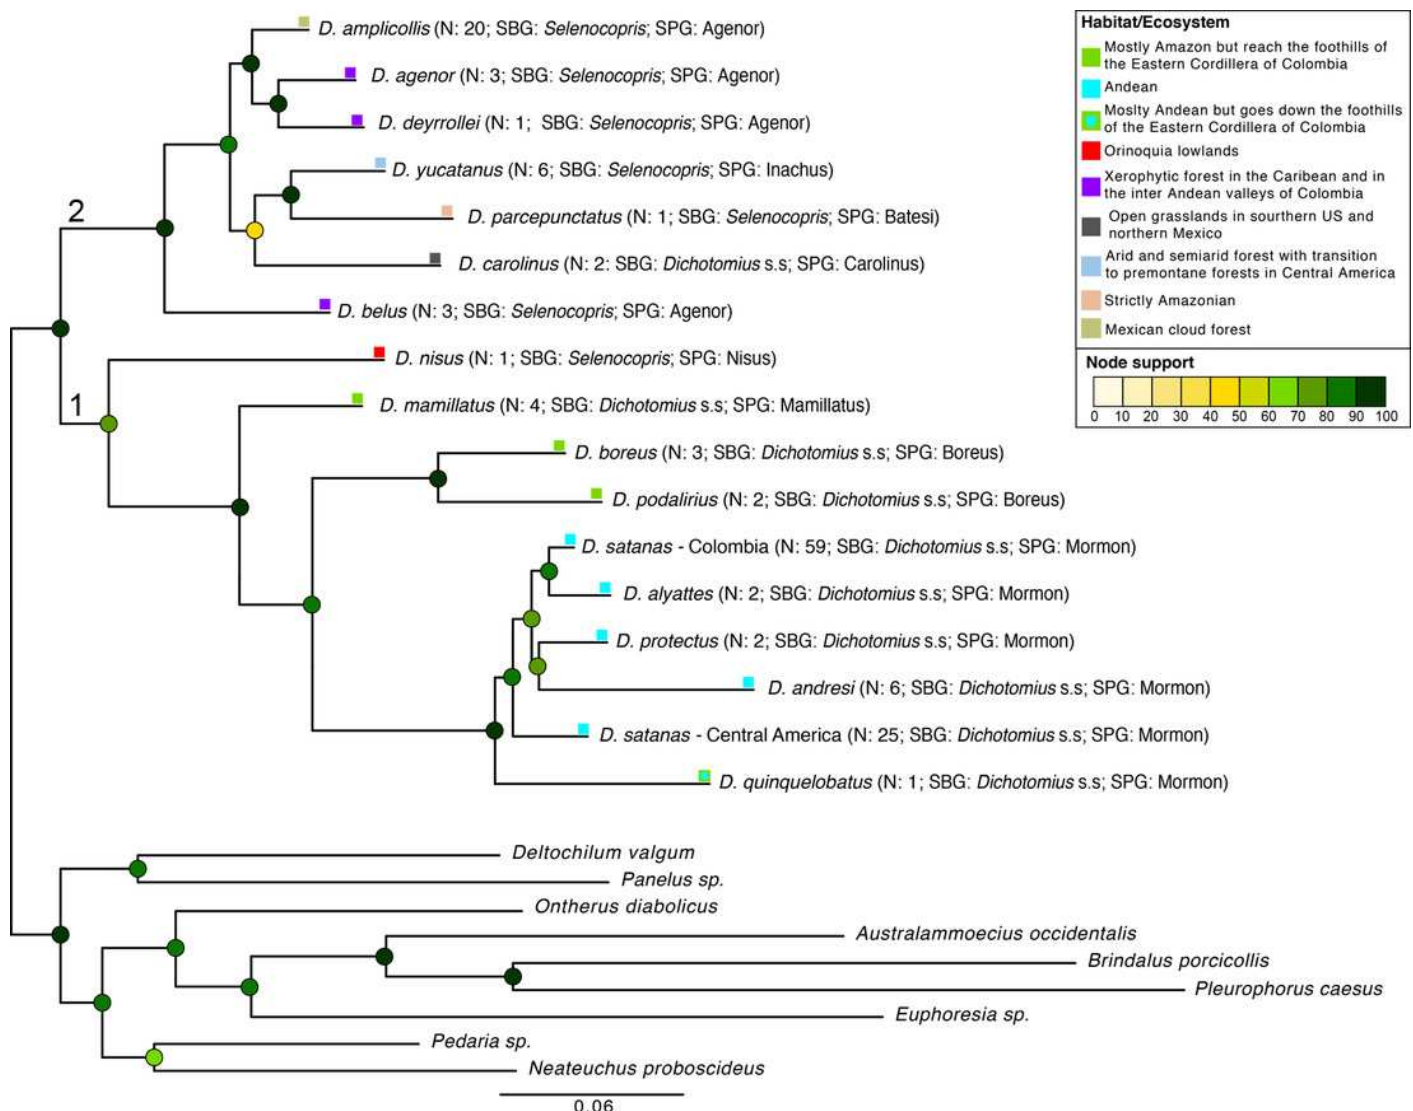 D. amplicollis (N: 20; SBG: Selenocopris; SPG: Agenor)
D. agenor (N: 3; SBG: Selenocopris; SPG: Agenor)
D. deyrrollei (N: 1; SBG: Selenocopris; SPG: Agenor)
D. yucatanus (N: 6; SBG: Selenocopris; SPG: Inachus)
2
D. parcepunctatus (N: 1; SBG: Selenocopris; SPG: Batesi)
D. carolinus (N: 2: SBG: Dichotomius s.s; SPG: Carolinus)
D. belus (N: 3; SBG: Selenocopris; SPG: Agenor)
D. nisus (N: 1; SBG: Selenocopris; SPG: Nisus)
1
D. mamillatus (N: 4; SBG: Dichotomius s.s; SPG: Mamillatus)
D. boreus (N: 3; SBG: Dichotomius s.s; SPG: Boreus)
D. podalirius (N: 2; SBG: Dichotomius s.s; SPG: Boreus)
D. satanas - Colombia (N: 59; SBG: Dichotomius s.s; SPG: Mormon)
D. alyattes (N: 2; SBG: Dichotomius s.s; SPG: Mormon)
D. protectus (N: 2; SBG: Dichotomius s.s; SPG: Mormon)
D. andresi (N: 6; SBG: Dichotomius s.s; SPG: Mormon)
D. satanas - Central America (N: 25; SBG: Dichotomius s.s; SPG: Mormon)
D. quinquelobatus (N: 1; SBG: Dichotomius s.s; SPG: Mormon)
Deltochilum valgum
Panelus sp.
Ontherus diabolicus
Australammoecius occidentalis
Brindalus porcicollis
Pleurophorus caesus
Euphoresia sp.
Pedaria sp.
Neateuchus proboscideus
0.06
Habitat/Ecosystem
Mostly Amazon but reach the foothills of
the Eastern Cordillera of Colombia
Andean
Mostly Andean but goes down the foothills
of the Eastern Cordillera of Colombia
Orinoquia lowlands
Xerophytic forest in the Caribean and in
the inter Andean valleys of Colombia
Open grasslands in sourthern US and
northern Mexico
Arid and semiarid forest with transition
to premontane forests in Central America
Strictly Amazonian
Mexican cloud forest
Node support
0 10 20 30 40 50 60 70 80 90 100